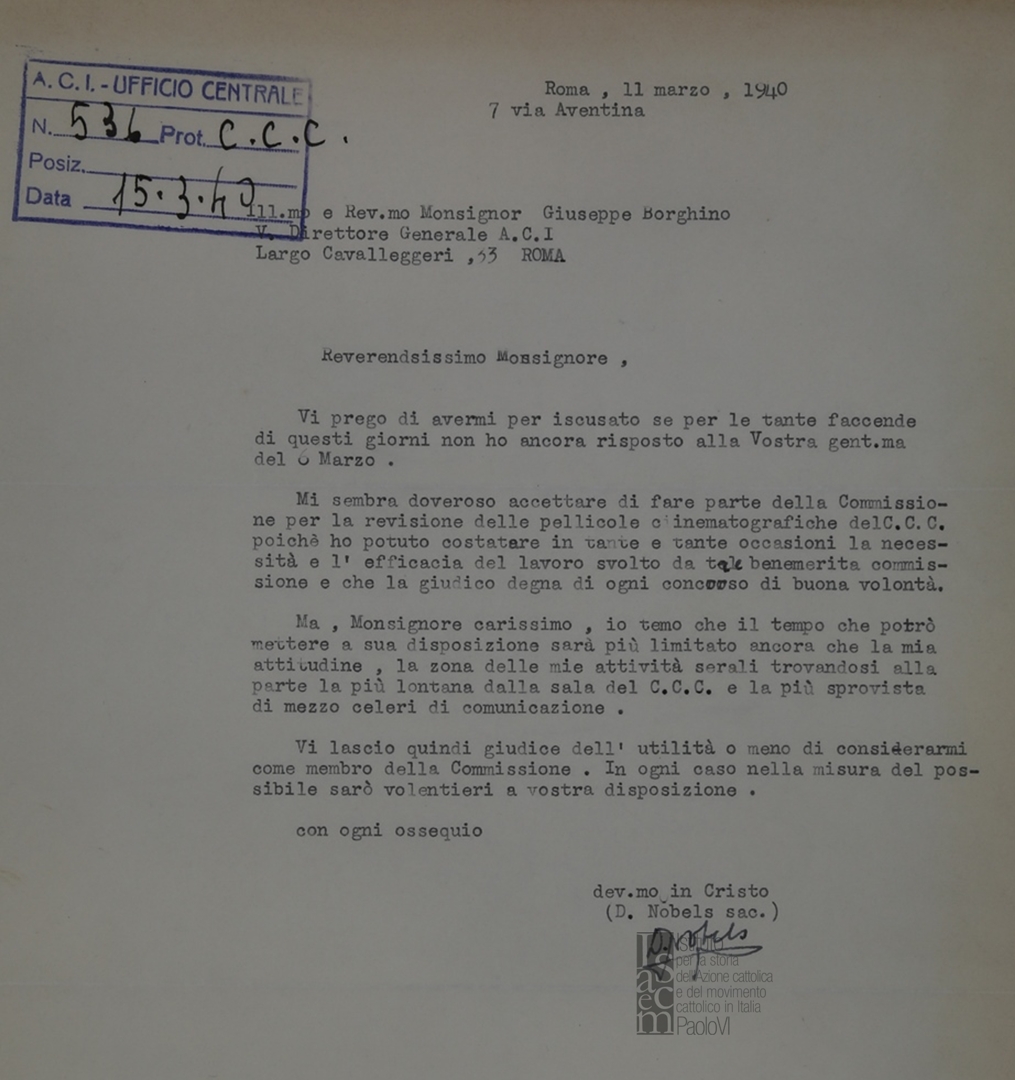 A.C.I.-UFFICIO CENTRALE
N. 536 Prot. C.C.C.
Posiz.
Data 15.3.40
Roma , 11 marzo , 1940
7 via Aventina
Ill.mo e Rev.mo Monsignor Giuseppe Borghino
V. Direttore Generale A.C.I
Largo Cavalleggeri ,33 ROMA
Reverendsissimo Monsignore ,
Vi prego di avermi per iscusato se per le tante faccende
di questi giorni non ho ancora risposto alla Vostra gent.ma
del 6 Marzo .
Mi sembra doveroso accettare di fare parte della Commissio-
ne per la revisione delle pellicole cinematografiche delC.C.C.
poichè ho potuto costatare in tante e tante occasioni la neces-
sità e l' efficacia del lavoro svolto da tale benemerita commis-
sione e che la giudico degna di ogni concorso di buona volontà.
Ma , Monsignore carissimo , io temo che il tempo che potrò
mettere a sua disposizione sarà più limitato ancora che la mia
attitudine , la zona delle mie attività serali trovandosi alla
parte la più lontana dalla sala del C.C.C. e la più sprovista
di mezzo celeri di comunicazione .
Vi lascio quindi giudice dell' utilità o meno di considerarmi
come membro della Commissione . In ogni caso nella misura del pos-
sibile sarò volentieri a vostra disposizione .
con ogni ossequio
dev.mo in Cristo
(D. Nobels sac.)
D. Nobels
Isacem
Istituto
per la storia
dell'Azione cattolica
e del movimento
cattolico in Italia
PaoloVI